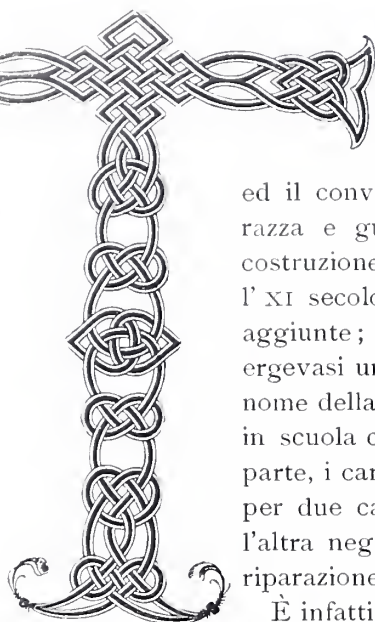 T
ed il conv
razza e gu
costruzione
l' XI secolo
aggiunte;
ergevasi un
nome della
in scuola c
parte, i car
per due ca
l'altra neg
riparazione
È infatti